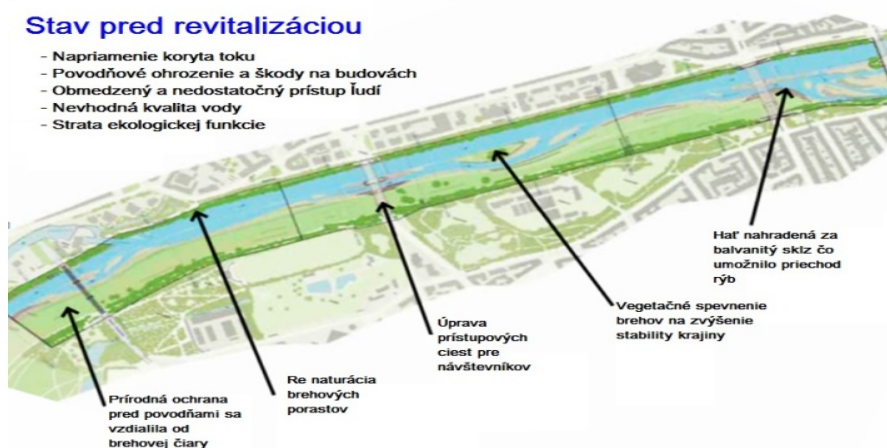 Stav pred revitalizáciou
- Napriamenie koryta toku
- Povodňové ohrozenie a škody na budovách
- Obmedzený a nedostatočný prístup ľudí
- Nevhodná kvalita vody
- Strata ekologickej funkcie
Hať nahradená za
balvanitý sklz čo
umožnilo priechod
rýb
Vegetačné spevnenie
brehov na zvýšenie
stability krajiny
Úprava
prístupových
ciest pre
návštevníkov
Re naturácia
brehových
porastov
Prírodná ochrana
pred povodňami sa
vzdialila od
brehovej čiary